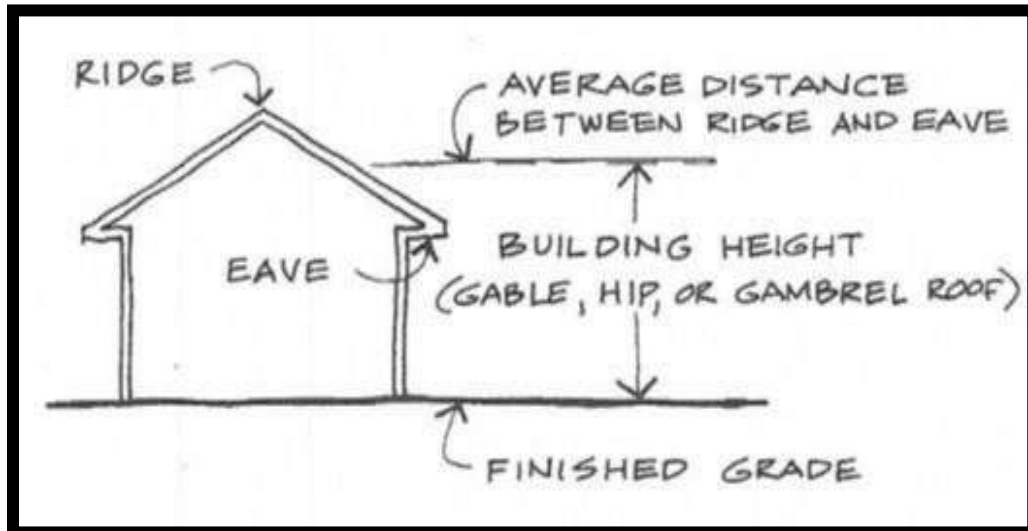 RIDGE
AVERAGE DISTANCE
BETWEEN RIDGE AND EAVE
EAVE
BUILDING HEIGHT
(GABLE, HIP, OR GAMBREL ROOF)
FINISHED GRADE